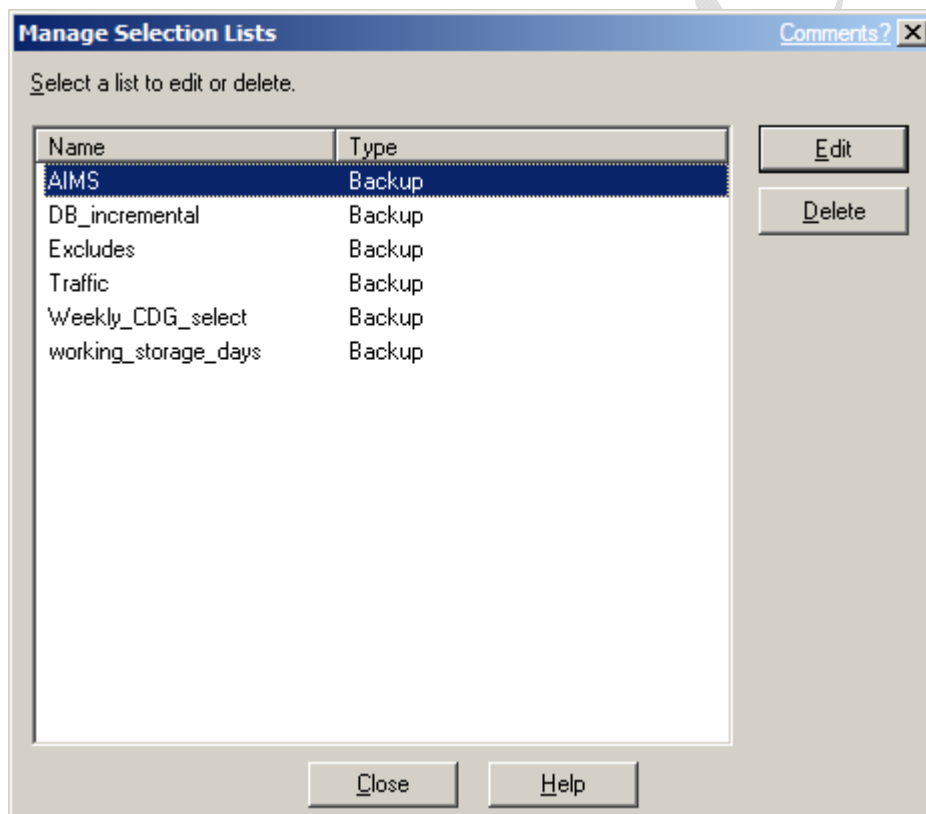 Manage Selection Lists Comments?
Select a list to edit or delete.
Name Type
AIMS Backup
DB_incremental Backup
Excludes Backup
Traffic Backup
Weekly_CDG_select Backup
working_storage_days Backup
Edit
Delete
Close Help